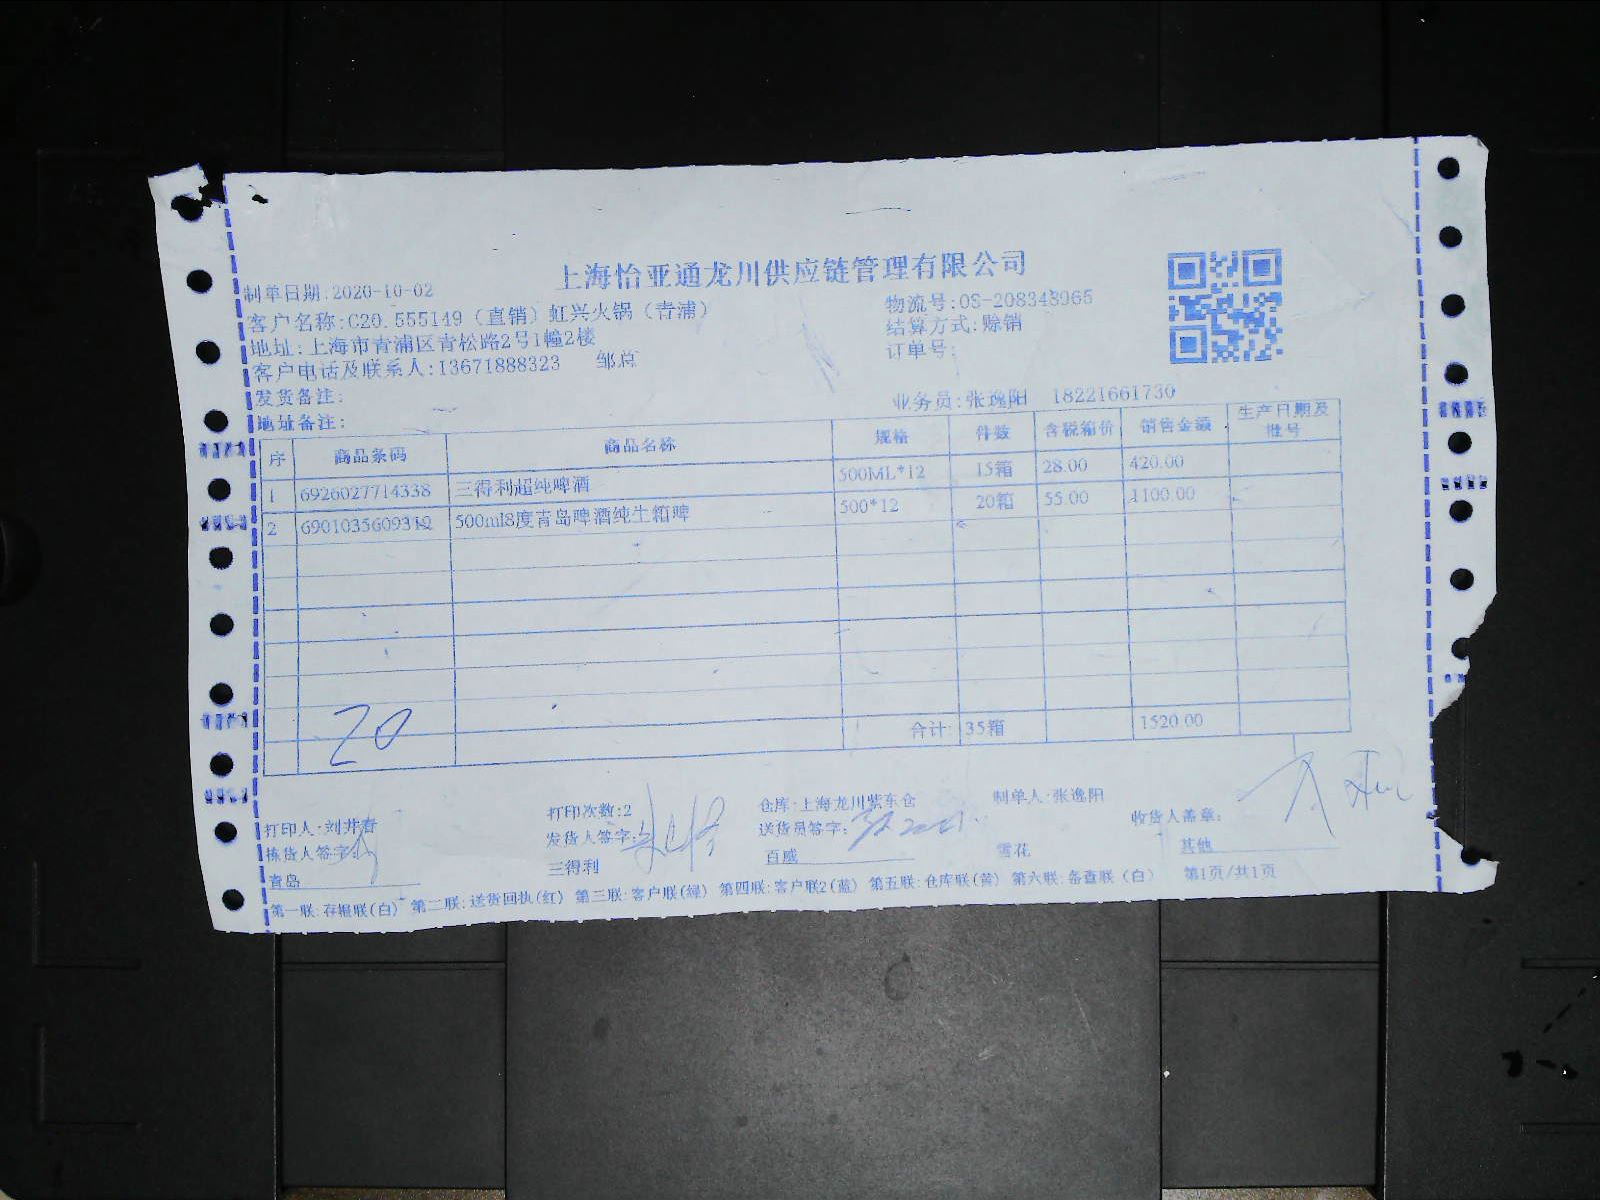 上海怡亚通龙川供应链管理有限公司
制单日期:2020-10-02
客户名称:C20.555149（直销）虹兴火锅（青浦） 物流号:OS-208348965
地址:上海市青浦区青松路2号1幢2楼 结算方式:赊销
客户电话及联系人:13671888323 邹总 订单号:
发货备注: 业务员:张逸阳 18221661730
地址备注:
序 商品条码 商品名称 规格 件数 含税箱价 销售金额 生产日期及批号
1 6926027714338 三得利超纯啤酒 500ML*12 15箱 28.00 420.00
2 6901035609319 500ml8度青岛啤酒纯生箱啤 500*12 20箱 55.00 1100.00
20 合计: 35箱 1520.00
打印人:刘井春 打印次数:2 仓库:上海龙川紫东仓 制单人:张逸阳
拣货人签字: 发货人签字: 送货员签字: 收货人盖章:
青岛 三得利 百威 雪花 其他
第一联:存根联(白) 第二联:送货回执(红) 第三联:客户联(绿) 第四联:客户联2(蓝) 第五联:仓库联(黄) 第六联:备查联(白) 第1页/共1页